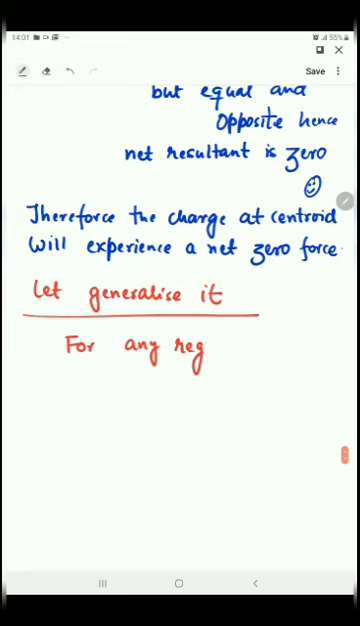 14:01
55%
Save
but equal and
Opposite hence
net resultant is zero
Thereforce the charge at centroid
will experience a net zero force.
Let generalise it
For any reg